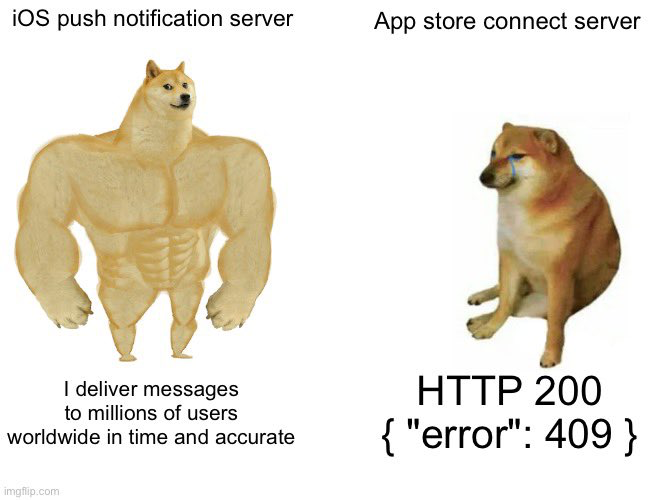 iOS push notification server
App store connect server
I deliver messages
to millions of users
worldwide in time and accurate
HTTP 200
{ "error": 409 }
imgflip.com